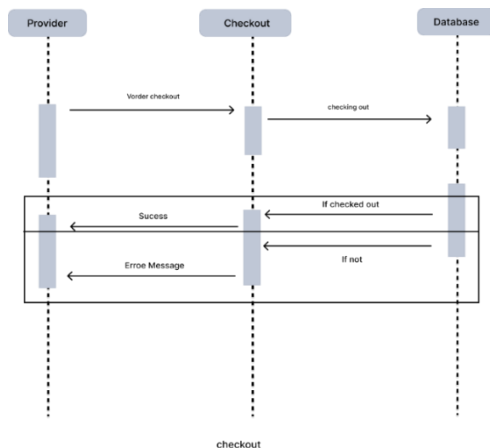 Provider
Checkout
Database
Vorder checkout
checking out
If checked out
Sucess
If not
Erroe Message
checkout